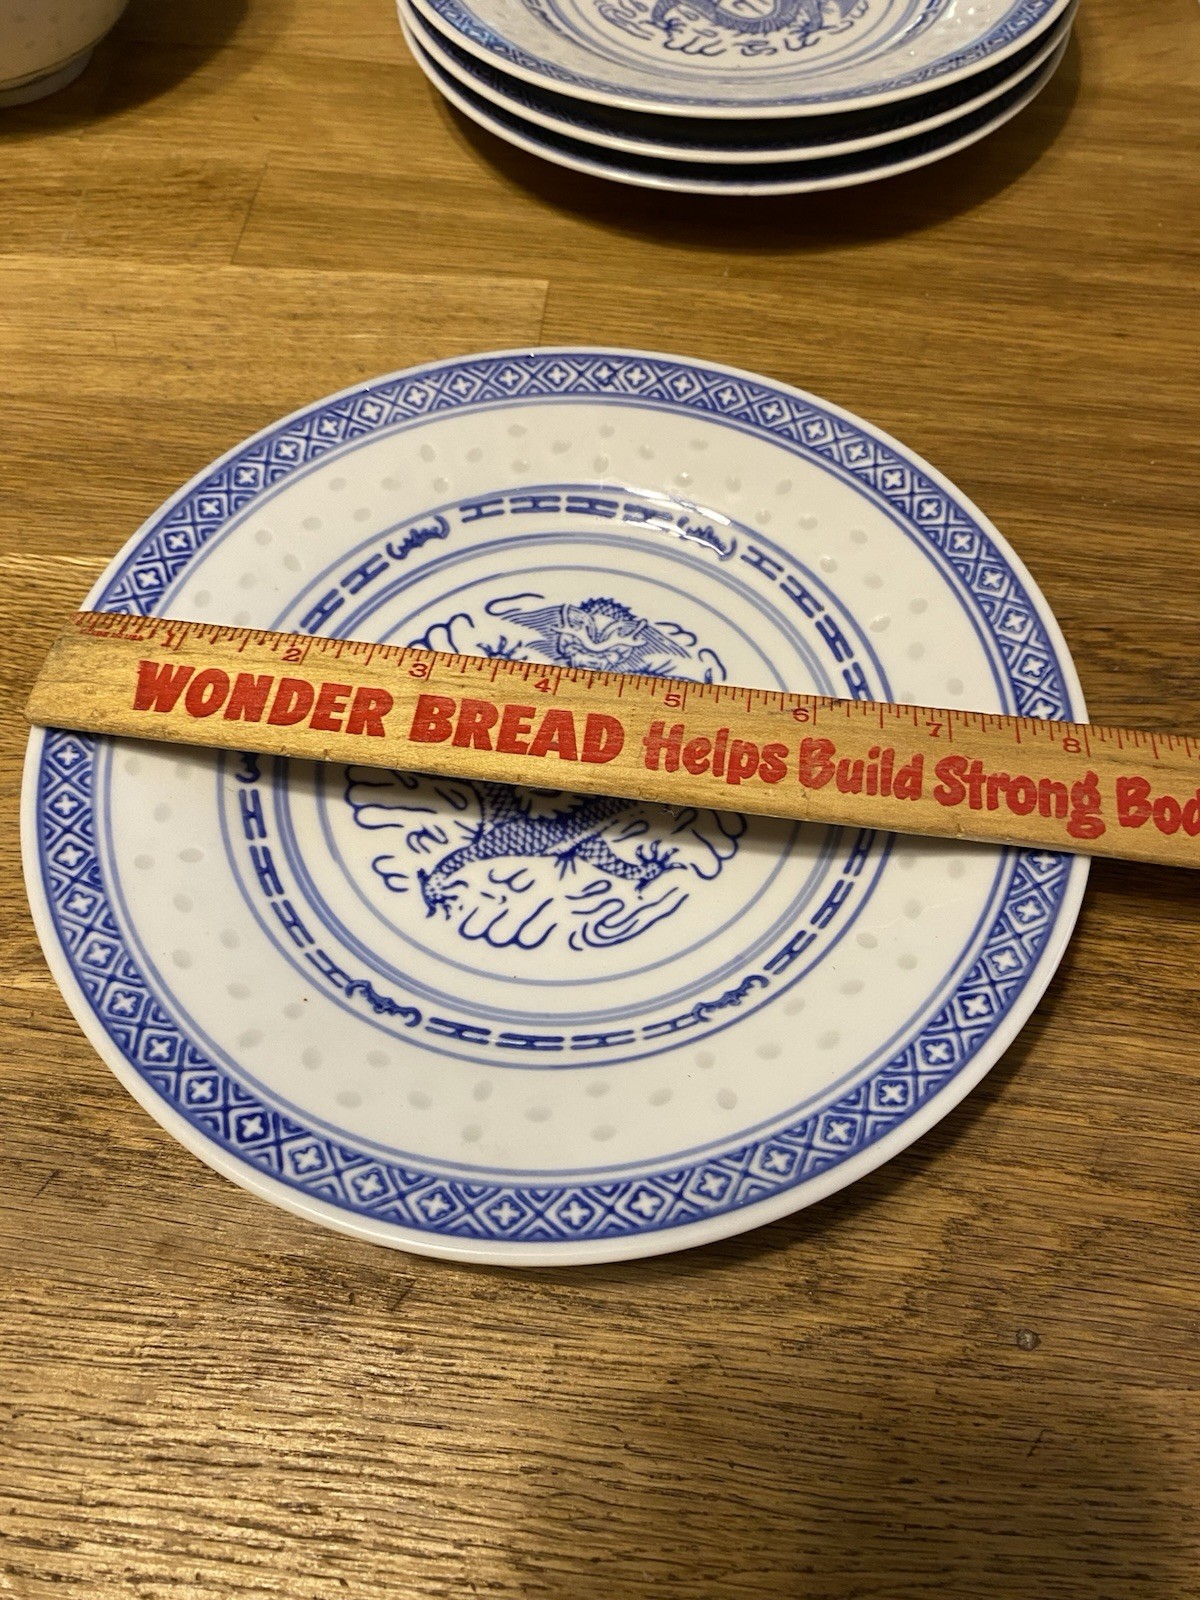 1 2 3 4 5 6 7 8
WONDER BREAD Helps Build Strong Bod